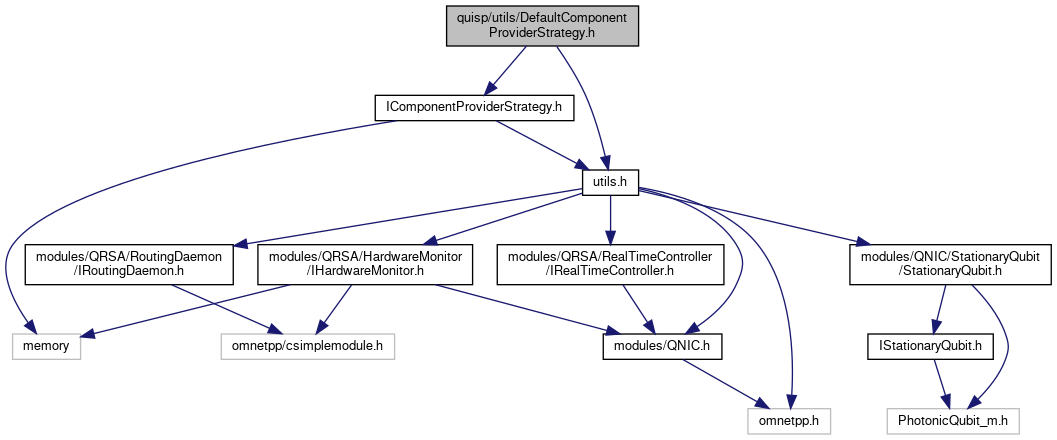 quisp/utils/DefaultComponent
ProviderStrategy.h
IComponentProviderStrategy.h
utils.h
modules/QRSA/RoutingDaemon
/IRoutingDaemon.h
modules/QRSA/HardwareMonitor
/IHardwareMonitor.h
modules/QRSA/RealTimeController
/IRealTimeController.h
modules/QNIC/StationaryQubit
/StationaryQubit.h
memory
omnetpp/csimplemodule.h
modules/QNIC.h
IStationaryQubit.h
omnetpp.h
PhotonicQubit_m.h